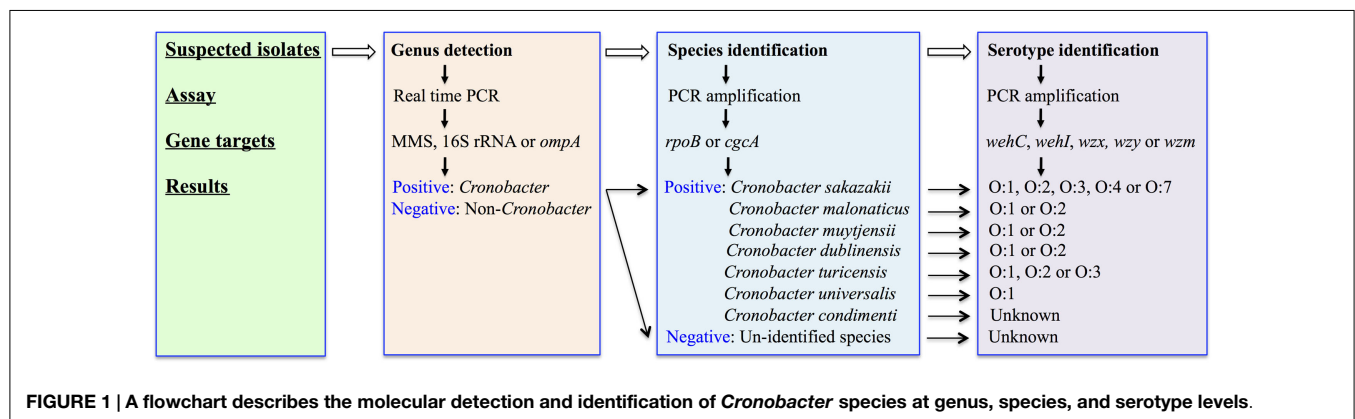 Suspected isolates
Assay
Gene targets
Results
Genus detection
Real time PCR
MMS, 16S rRNA or ompA
Positive: Cronobacter
Negative: Non-Cronobacter
Species identification
PCR amplification
rpoB or cgcA
Positive: Cronobacter sakazakii
Cronobacter malonaticus
Cronobacter muytjensii
Cronobacter dublinensis
Cronobacter turicensis
Cronobacter universalis
Cronobacter condimenti
Negative: Un-identified species
Serotype identification
PCR amplification
wehC, wehI, wzx, wzy or wzm
O:1, O:2, O:3, O:4 or O:7
O:1 or O:2
O:1 or O:2
O:1 or O:2
O:1, O:2 or O:3
O:1
Unknown
Unknown
FIGURE 1 | A flowchart describes the molecular detection and identification of Cronobacter species at genus, species, and serotype levels.